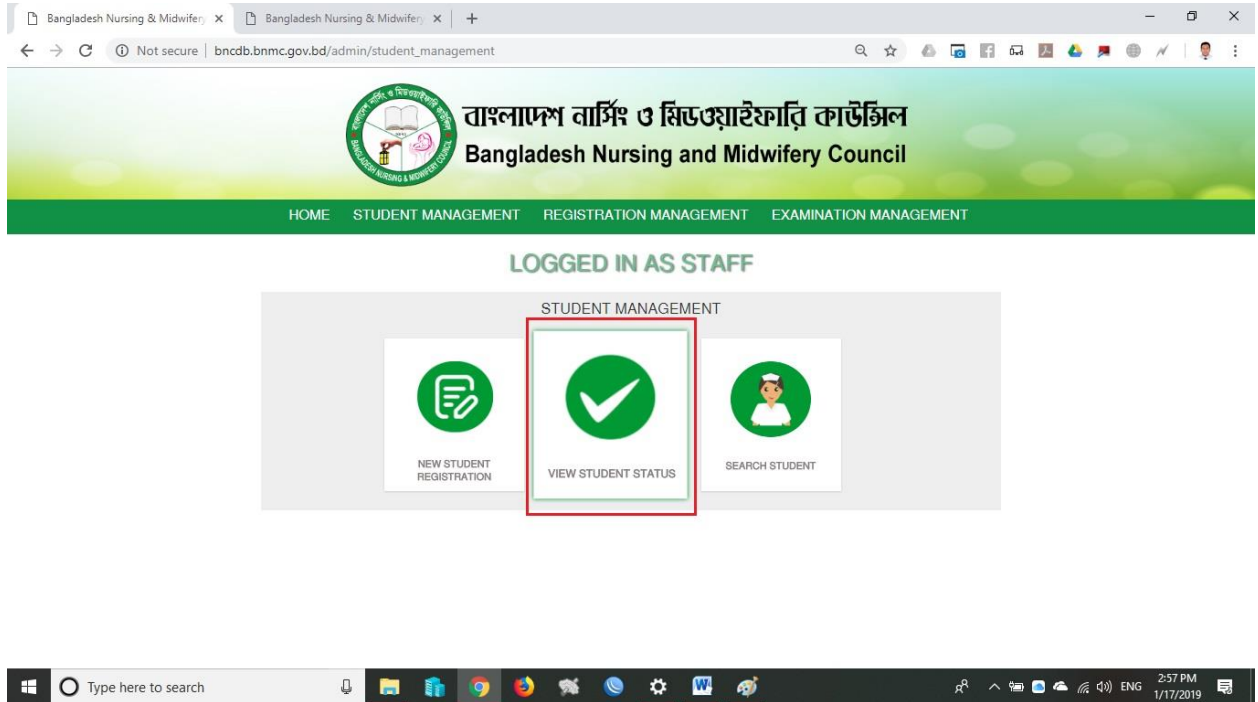 Bangladesh Nursing & Midwifery
Bangladesh Nursing & Midwifery
Not secure | bncdb.bnmc.gov.bd/admin/student_management
বাংলাদেশ নার্সিং ও মিডওয়াইফারি কাউন্সিল
Bangladesh Nursing and Midwifery Council
HOME STUDENT MANAGEMENT REGISTRATION MANAGEMENT EXAMINATION MANAGEMENT
LOGGED IN AS STAFF
STUDENT MANAGEMENT
NEW STUDENT
REGISTRATION
VIEW STUDENT STATUS
SEARCH STUDENT
Type here to search
ENG
2:57 PM
1/17/2019